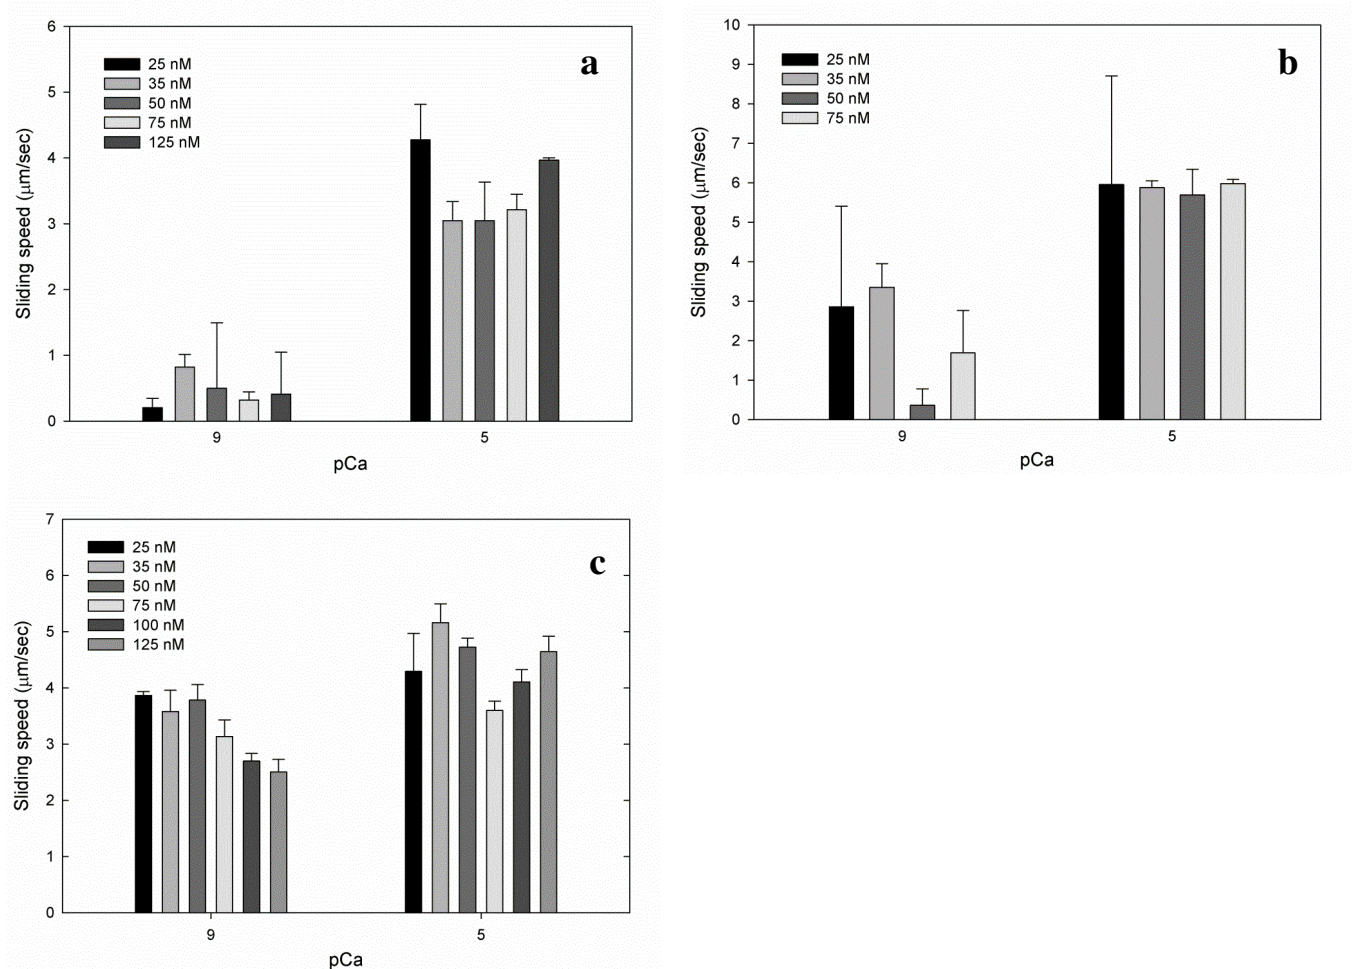 a
6
5
4
3
2
1
0
Sliding speed (μm/sec)
25 nM
35 nM
50 nM
75 nM
125 nM
9
5
pCa
b
10
9
8
7
6
5
4
3
2
1
0
Sliding speed (μm/sec)
25 nM
35 nM
50 nM
75 nM
9
5
pCa
c
7
6
5
4
3
2
1
0
Sliding speed (μm/sec)
25 nM
35 nM
50 nM
75 nM
100 nM
125 nM
9
5
pCa